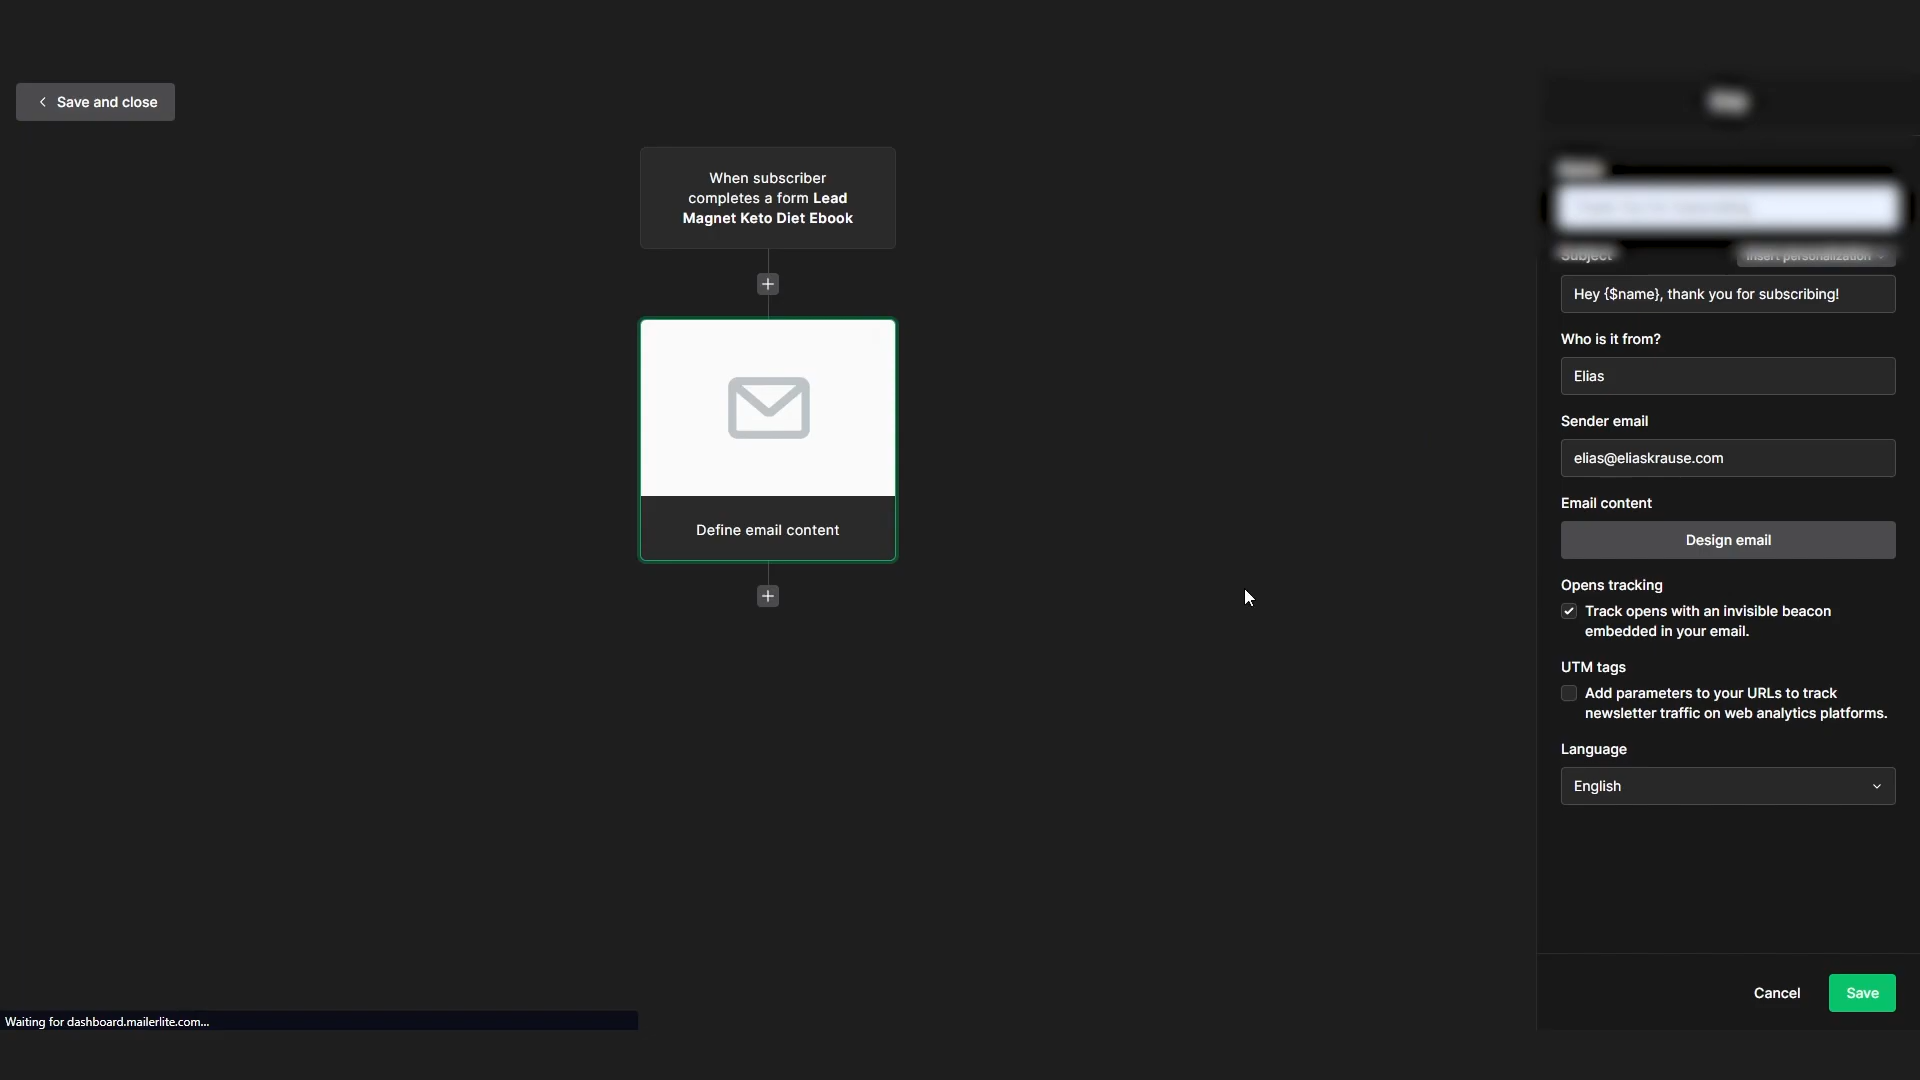 Save and close
When subscriber
completes a form Lead
Magnet Keto Diet Ebook
Define email content
Subject
Insert personalization
Hey {$name}, thank you for subscribing!
Who is it from?
Elias
Sender email
elias@eliaskrause.com
Email content
Design email
Opens tracking
Track opens with an invisible beacon
embedded in your email.
UTM tags
Add parameters to your URLs to track
newsletter traffic on web analytics platforms.
Language
English
Cancel
Save
Waiting for dashboard.mailerlite.com...